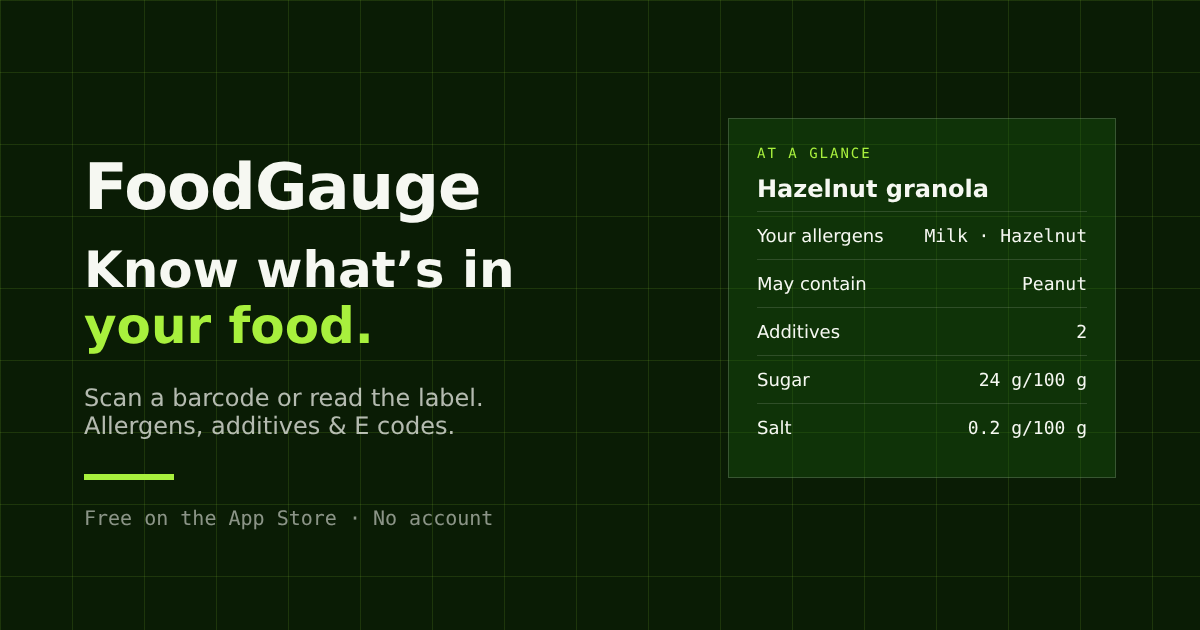 FoodGauge
Know what’s in
your food.
Scan a barcode or read the label.
Allergens, additives & E codes.
Free on the App Store · No account
AT A GLANCE
Hazelnut granola
Your allergens Milk · Hazelnut
May contain Peanut
Additives 2
Sugar 24 g/100 g
Salt 0.2 g/100 g